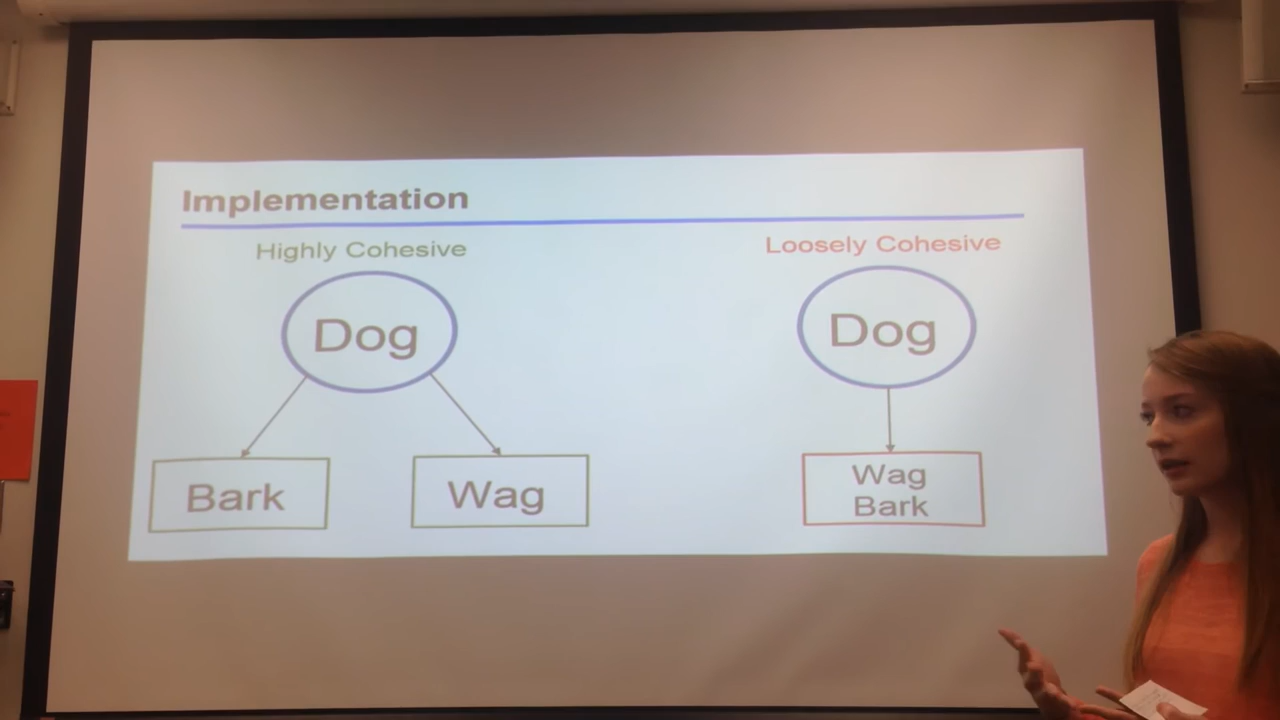 Implementation
Highly Cohesive
Loosely Cohesive
Dog
Dog
Bark
Wag
Wag
Bark